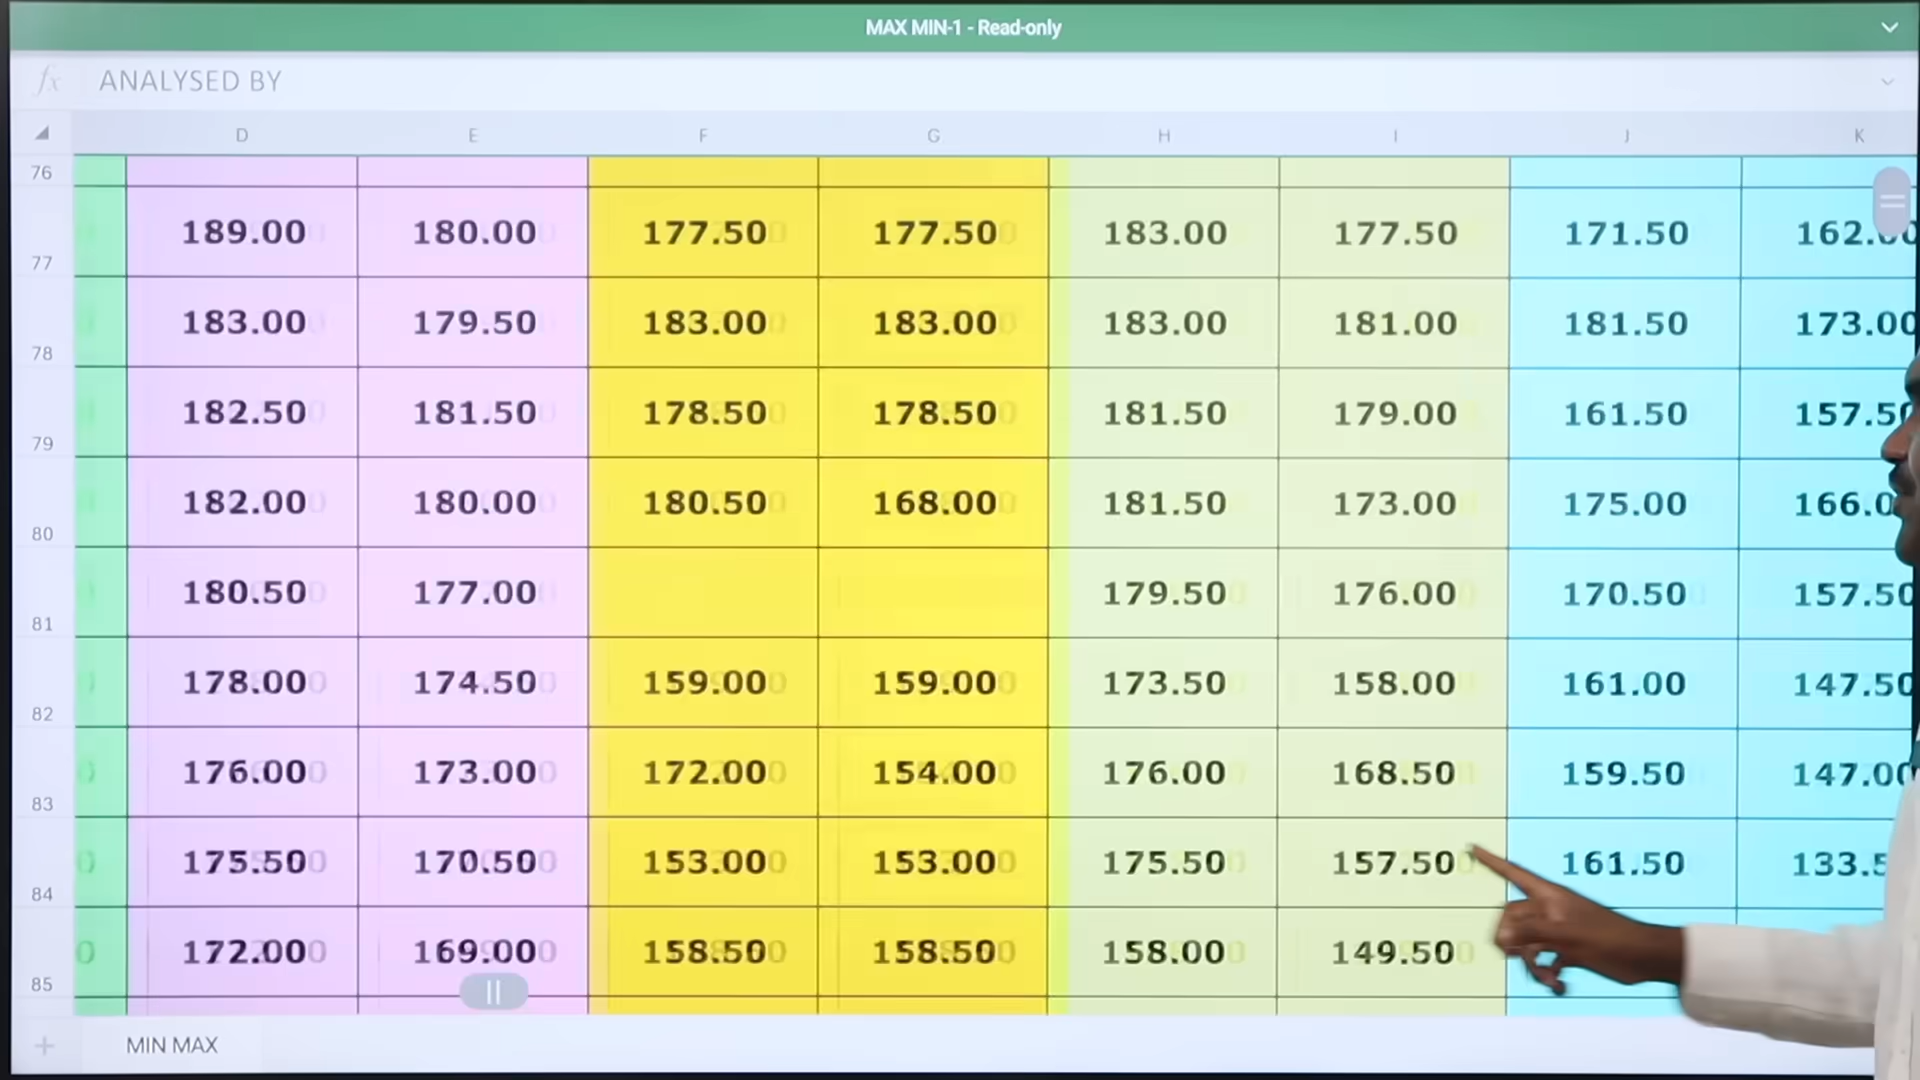 MAX MIN-1 - Read-only
fx ANALYSED BY
D E F G H I J K
76
77 189.00 180.00 177.50 177.50 183.00 177.50 171.50
78 183.00 179.50 183.00 183.00 183.00 181.00 181.50 173.00
79 182.50 181.50 178.50 178.50 181.50 179.00 161.50 157.50
80 182.00 180.00 180.50 168.00 181.50 173.00 175.00
81 180.50 177.00 179.50 176.00 170.50 157.50
82 178.00 174.50 159.00 159.00 173.50 158.00 161.00 147.50
83 176.00 173.00 172.00 154.00 176.00 168.50 159.50 147.00
84 175.50 170.50 153.00 153.00 175.50 157.50 161.50
85 172.00 169.00 158.50 158.50 158.00 149.50
MIN MAX